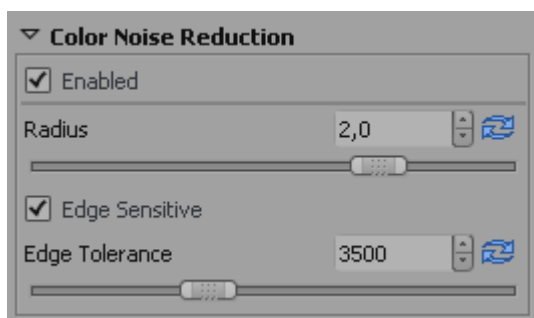 Color Noise Reduction
Enabled
Radius 2,0
Edge Sensitive
Edge Tolerance 3500